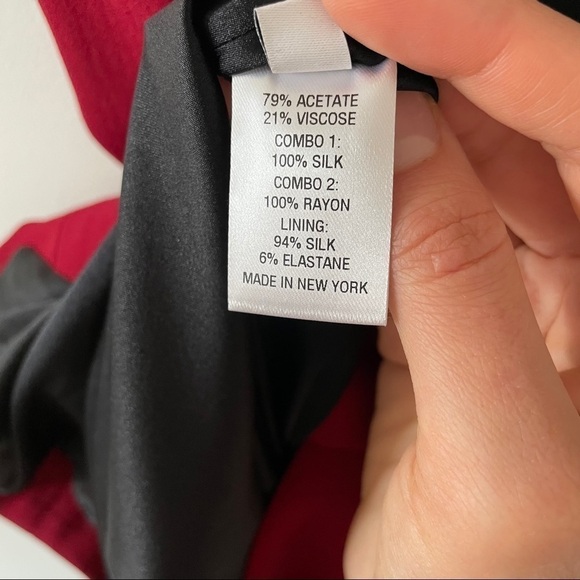 79% ACETATE
21% VISCOSE
COMBO 1:
100% SILK
COMBO 2:
100% RAYON
LINING:
94% SILK
6% ELASTANE
MADE IN NEW YORK